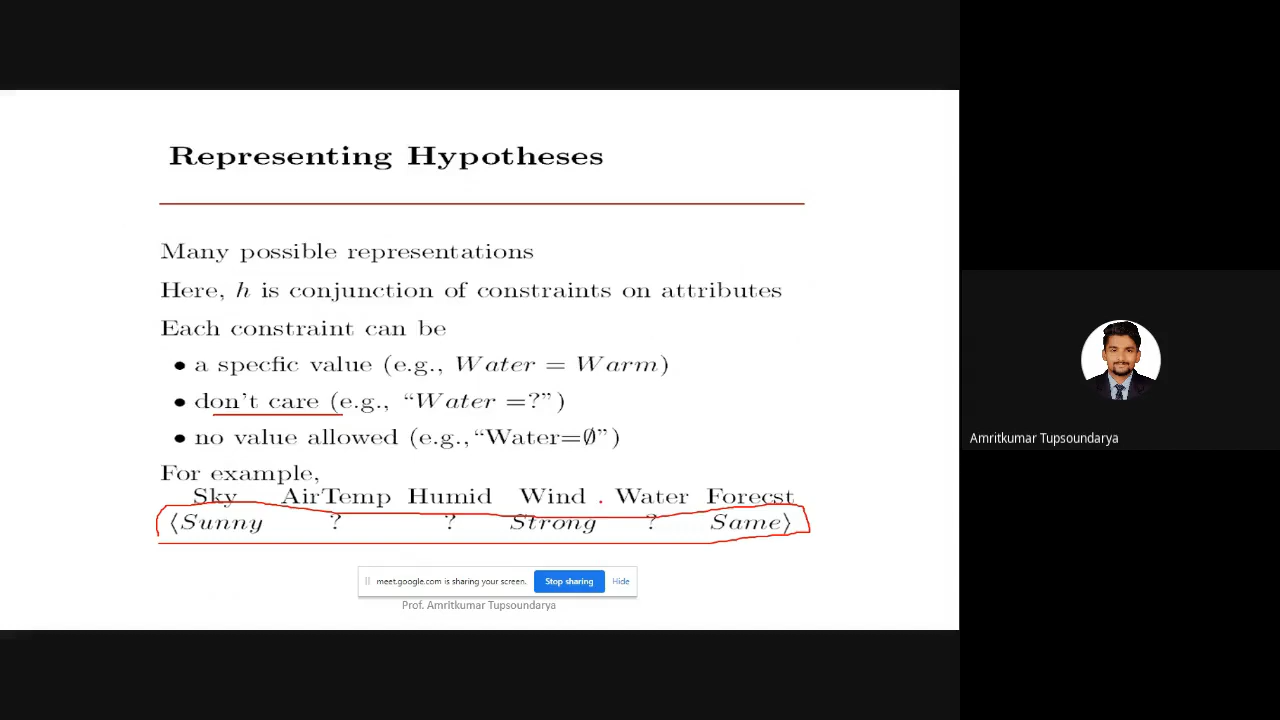 Representing Hypotheses
Many possible representations
Here, h is conjunction of constraints on attributes
Each constraint can be
• a specfic value (e.g., Water = Warm)
• don't care (e.g., “Water =?”)
• no value allowed (e.g.,“Water=∅”)
For example,
Sky AirTemp Humid Wind Water Forecst
⟨Sunny ? ? Strong ? Same⟩
meet.google.com is sharing your screen. Stop sharing Hide
Prof. Amritkumar Tupsoundarya
Amritkumar Tupsoundarya